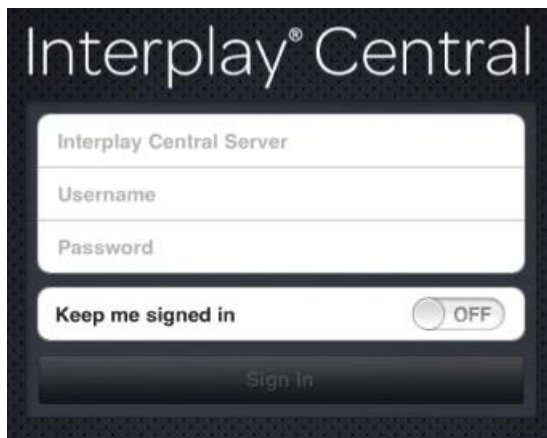 Interplay® Central
Interplay Central Server
Username
Password
Keep me signed in OFF
Sign In